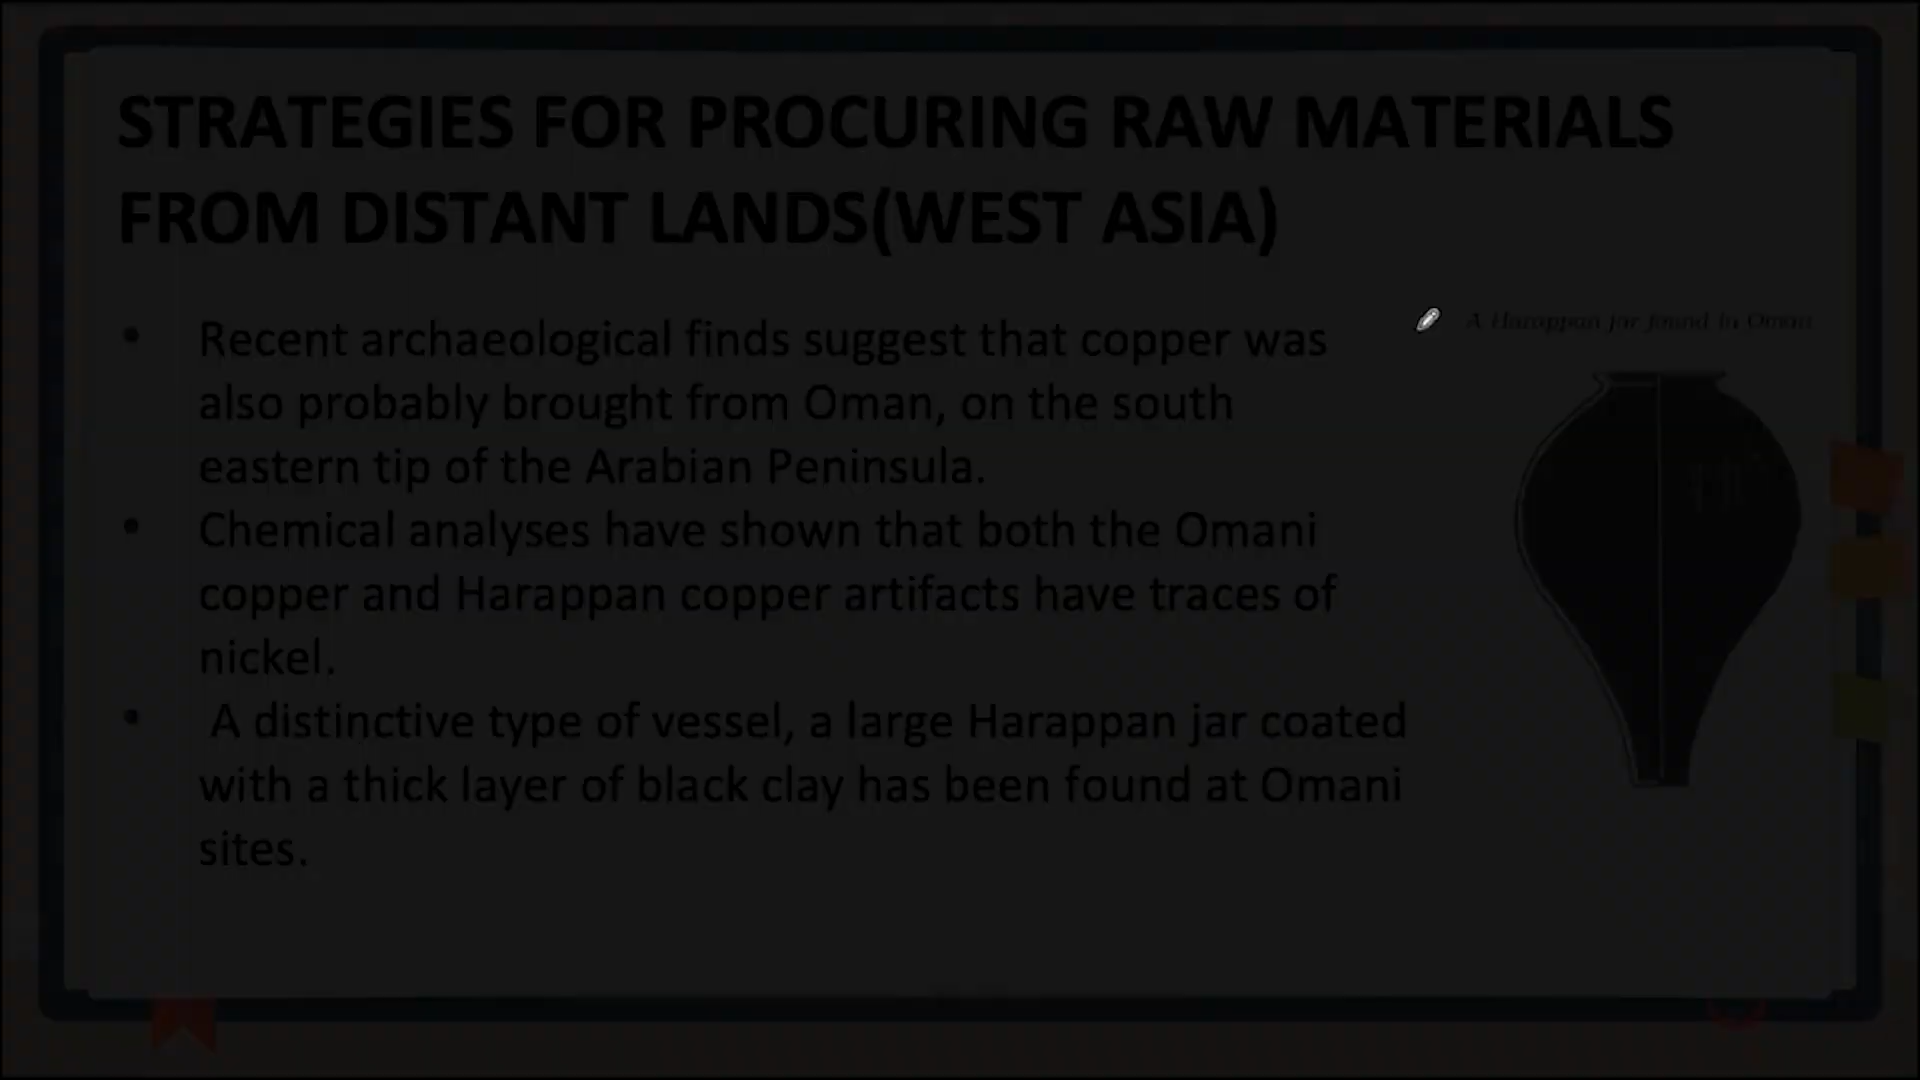 STRATEGIES FOR PROCURING RAW MATERIALS
FROM DISTANT LANDS(WEST ASIA)
• Recent archaeological finds suggest that copper was
also probably brought from Oman, on the south
eastern tip of the Arabian Peninsula.
• Chemical analyses have shown that both the Omani
copper and Harappan copper artifacts have traces of
nickel.
• A distinctive type of vessel, a large Harappan jar coated
with a thick layer of black clay has been found at Omani
sites.
A Harappan jar found in Oman